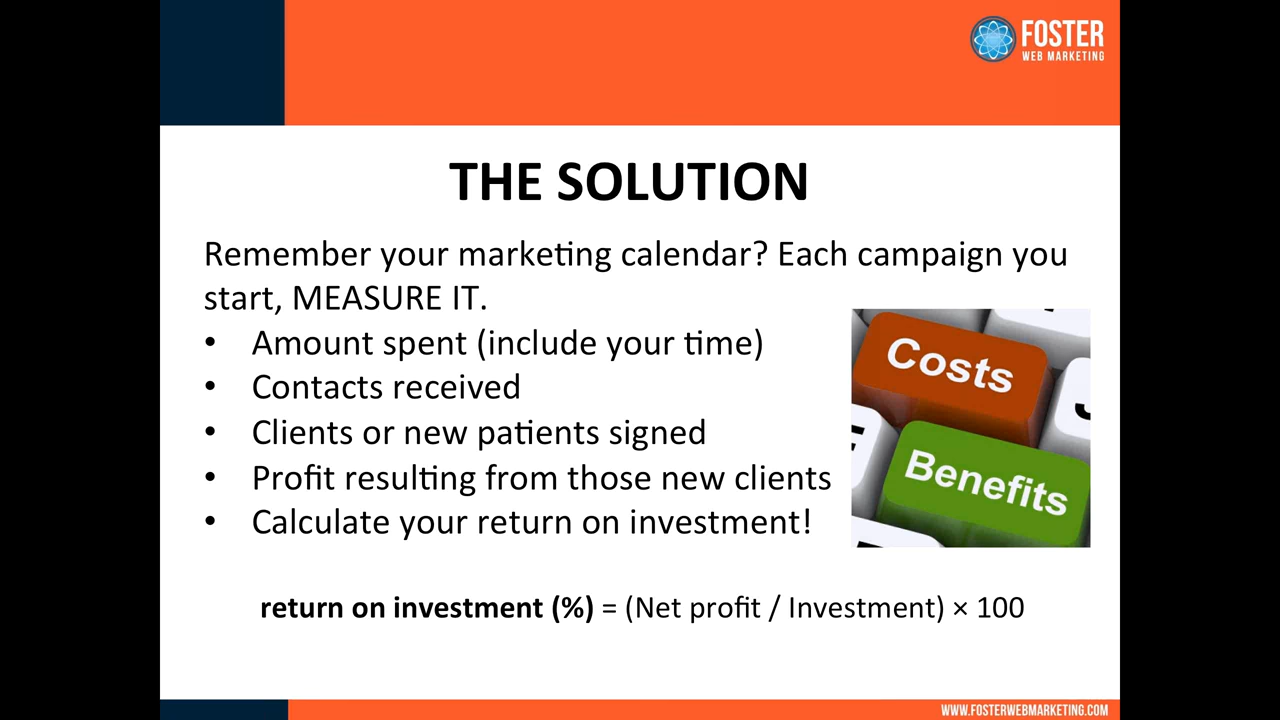 FOSTER
WEB MARKETING
THE SOLUTION
Remember your marketing calendar? Each campaign you
start, MEASURE IT.
• Amount spent (include your time)
• Contacts received
• Clients or new patients signed
• Profit resulting from those new clients
• Calculate your return on investment!
Costs
Benefits
return on investment (%) = (Net profit / Investment) × 100
WWW.FOSTERWEBMARKETING.COM